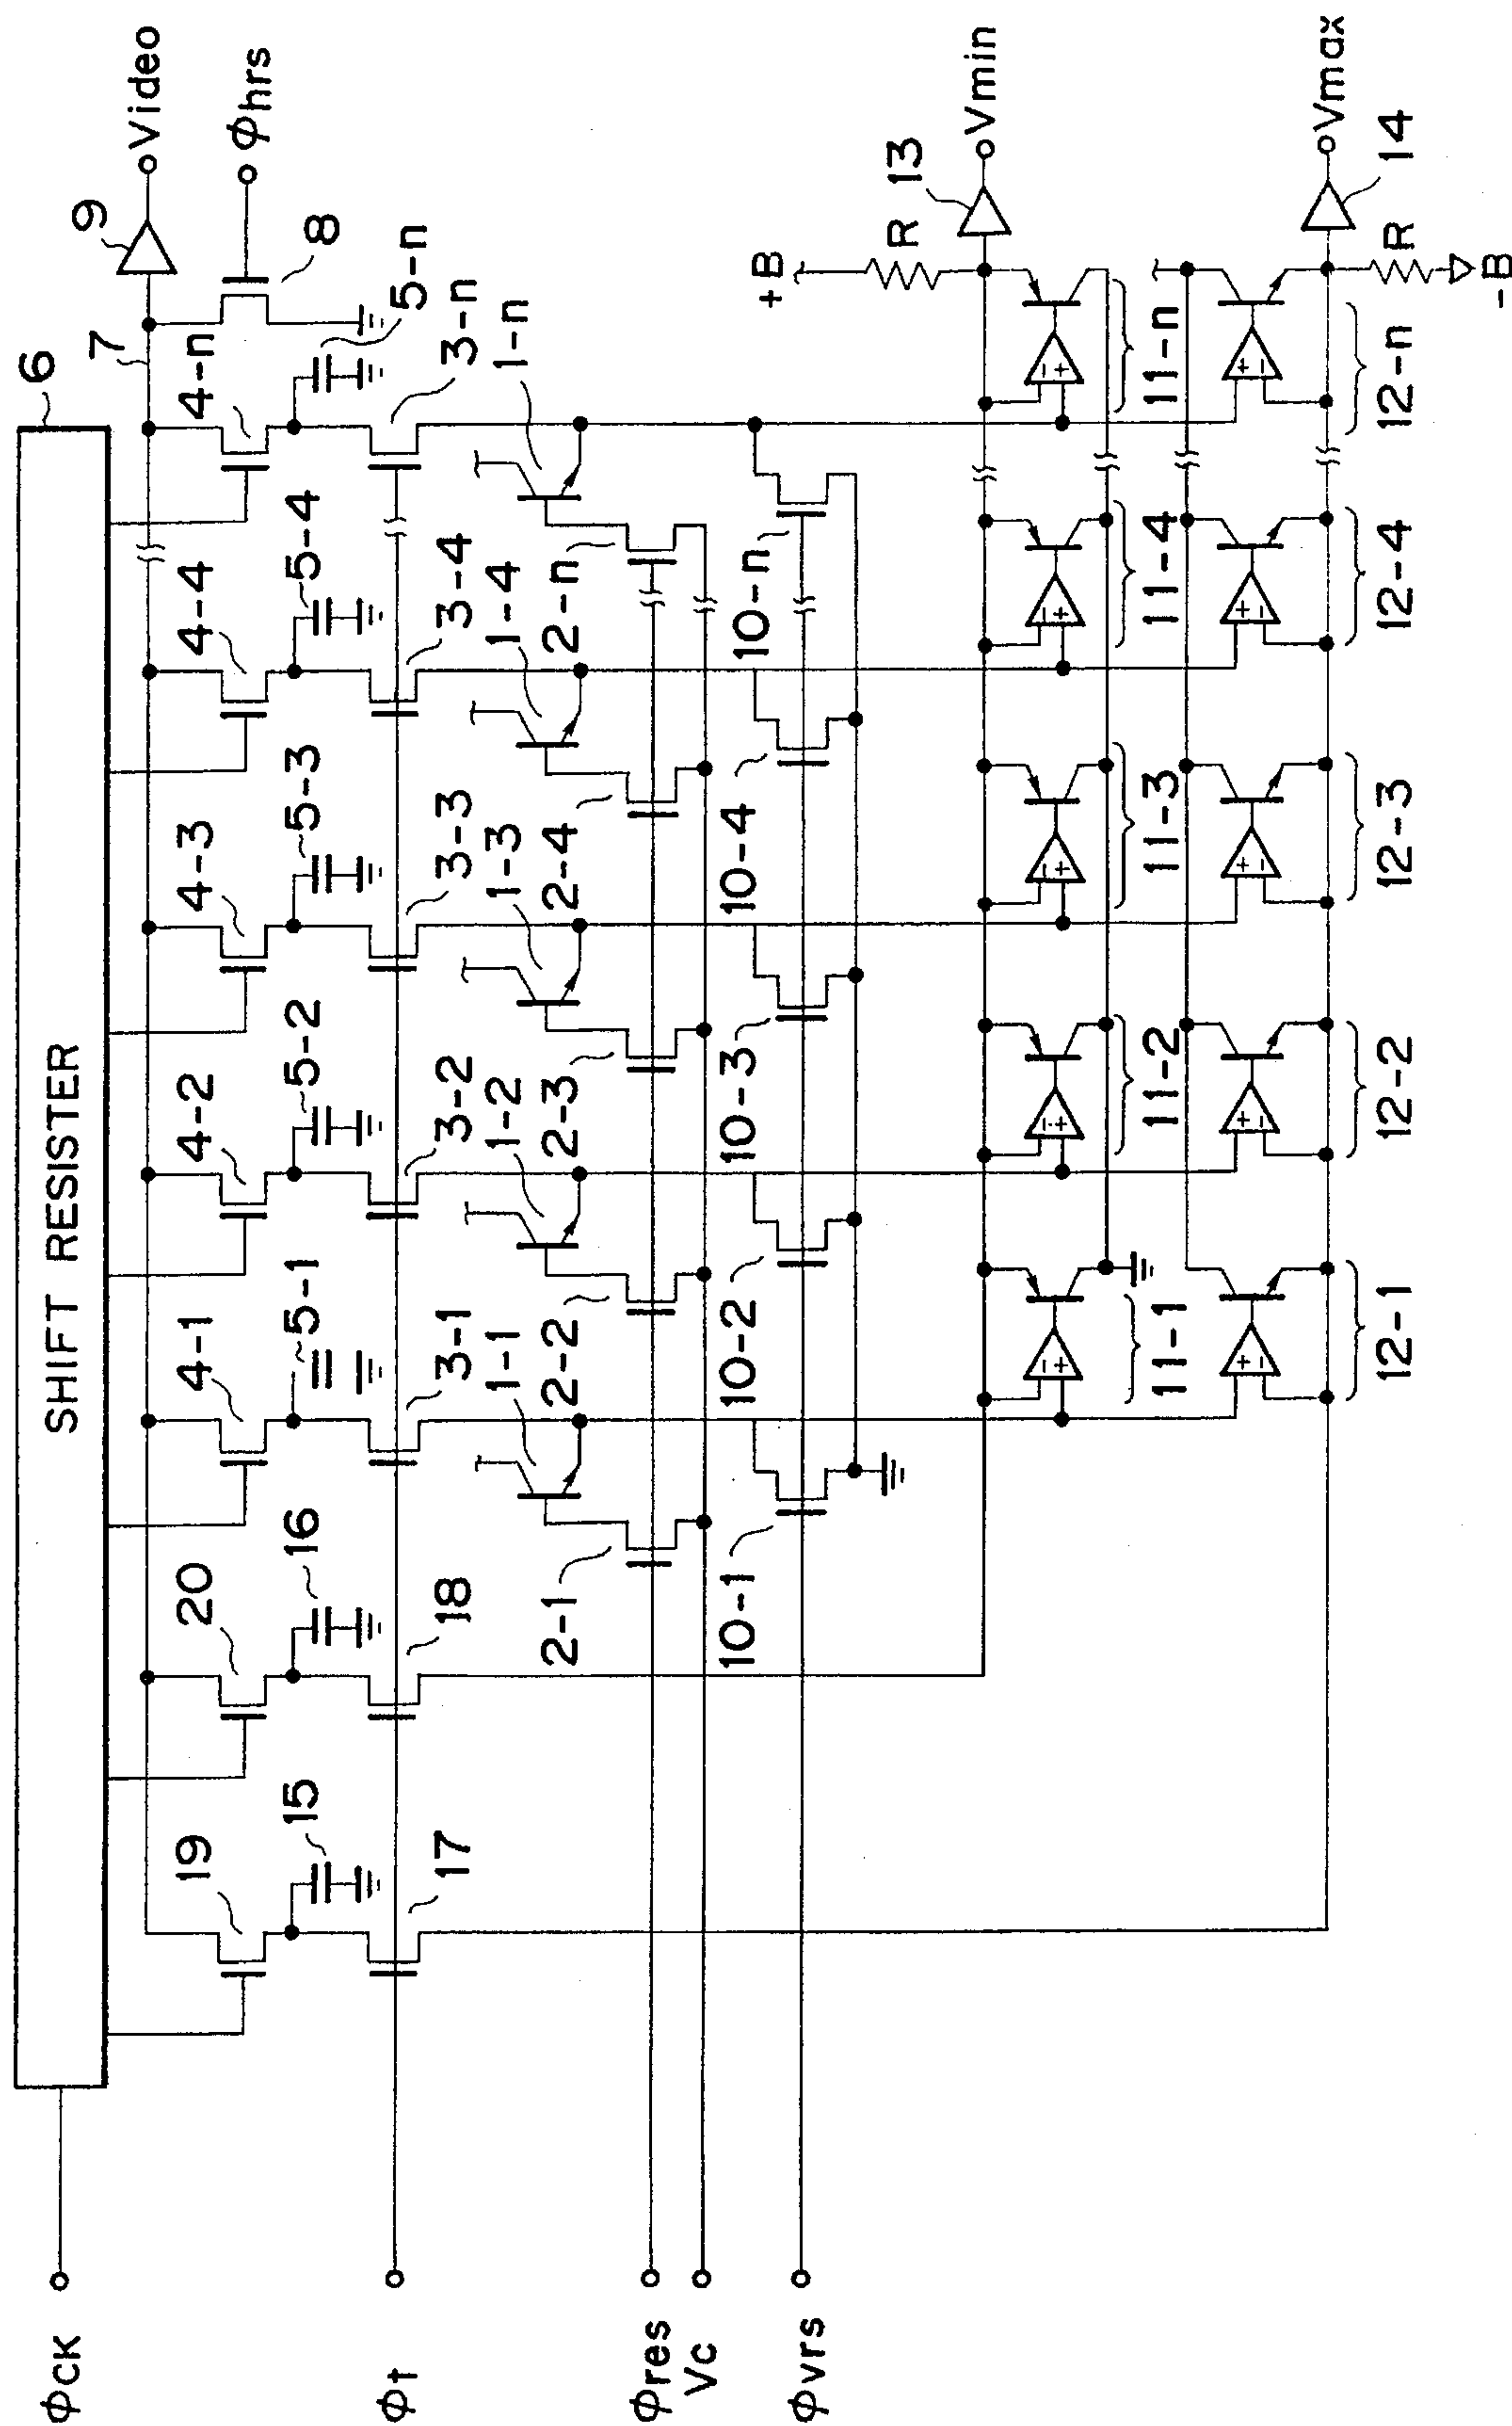 φCK
φt
φres
Vc
φvrs
SHIFT RESISTER
6
7
9
Video
φhrs
8
19
20
4-1
4-2
4-3
4-4
4-n
15
16
5-1
5-2
5-3
5-4
5-n
17
18
3-1
3-2
3-3
3-4
3-n
1-1
1-2
1-3
1-4
1-n
2-1
2-2
2-3
2-4
2-n
10-1
10-2
10-3
10-4
10-n
+B
R
13
Vmin
11-1
11-2
11-3
11-4
11-n
12-1
12-2
12-3
12-4
12-n
R
-B
14
Vmax